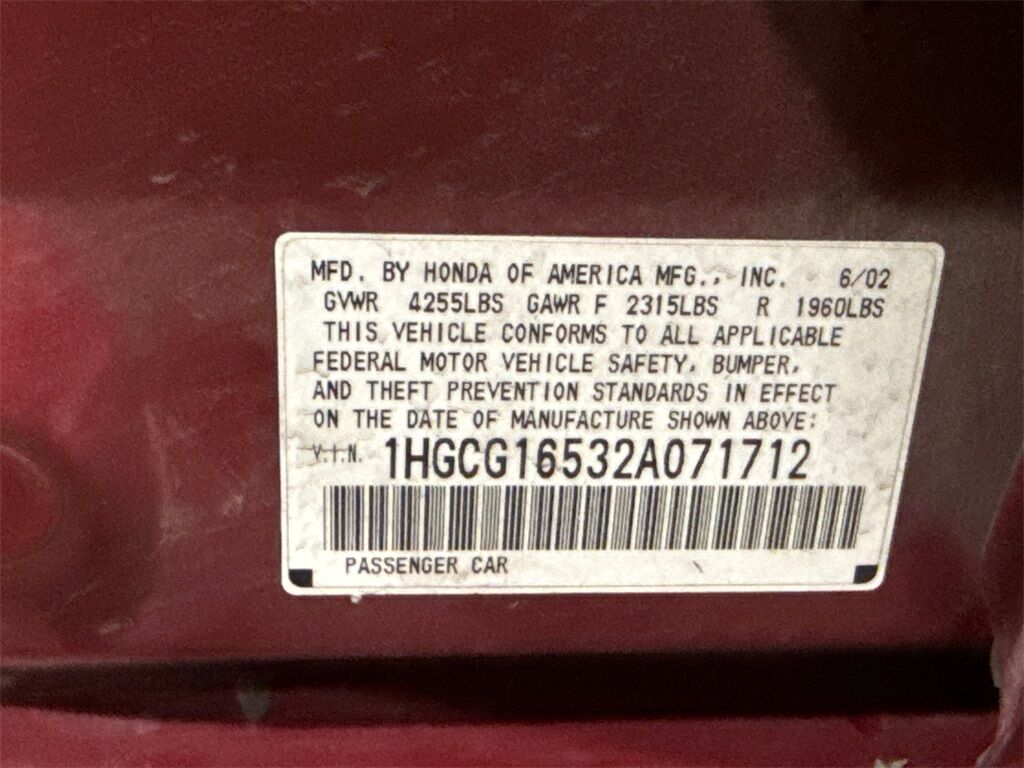 MFD. BY HONDA OF AMERICA MFG., INC. 6/02
GVWR 4255LBS GAWR F 2315LBS R 1960LBS
THIS VEHICLE CONFORMS TO ALL APPLICABLE
FEDERAL MOTOR VEHICLE SAFETY, BUMPER,
AND THEFT PREVENTION STANDARDS IN EFFECT
ON THE DATE OF MANUFACTURE SHOWN ABOVE:
V.I.N. 1HGCG16532A071712
PASSENGER CAR